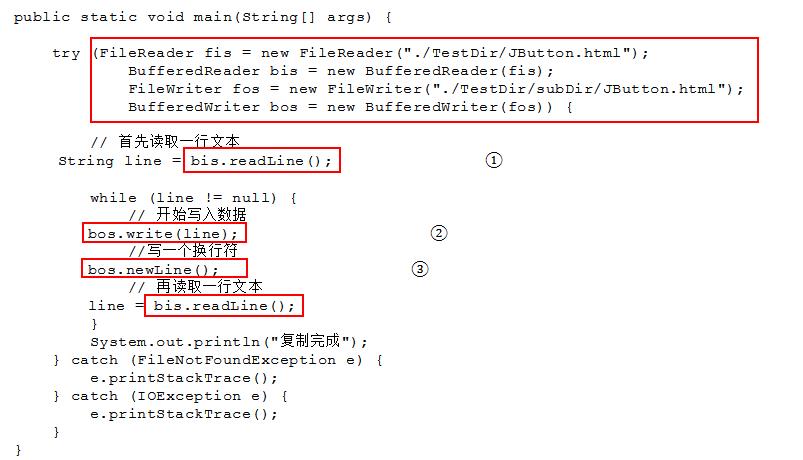 public static void main(String[] args) {
try (FileReader fis = new FileReader("./TestDir/JButton.html");
BufferedReader bis = new BufferedReader(fis);
FileWriter fos = new FileWriter("./TestDir/subDir/JButton.html");
BufferedWriter bos = new BufferedWriter(fos)) {
// 首先读取一行文本
String line = bis.readLine(); ①
while (line != null) {
// 开始写入数据
bos.write(line); ②
//写一个换行符
bos.newLine(); ③
// 再读取一行文本
line = bis.readLine();
}
System.out.println("复制完成");
} catch (FileNotFoundException e) {
e.printStackTrace();
} catch (IOException e) {
e.printStackTrace();
}
}